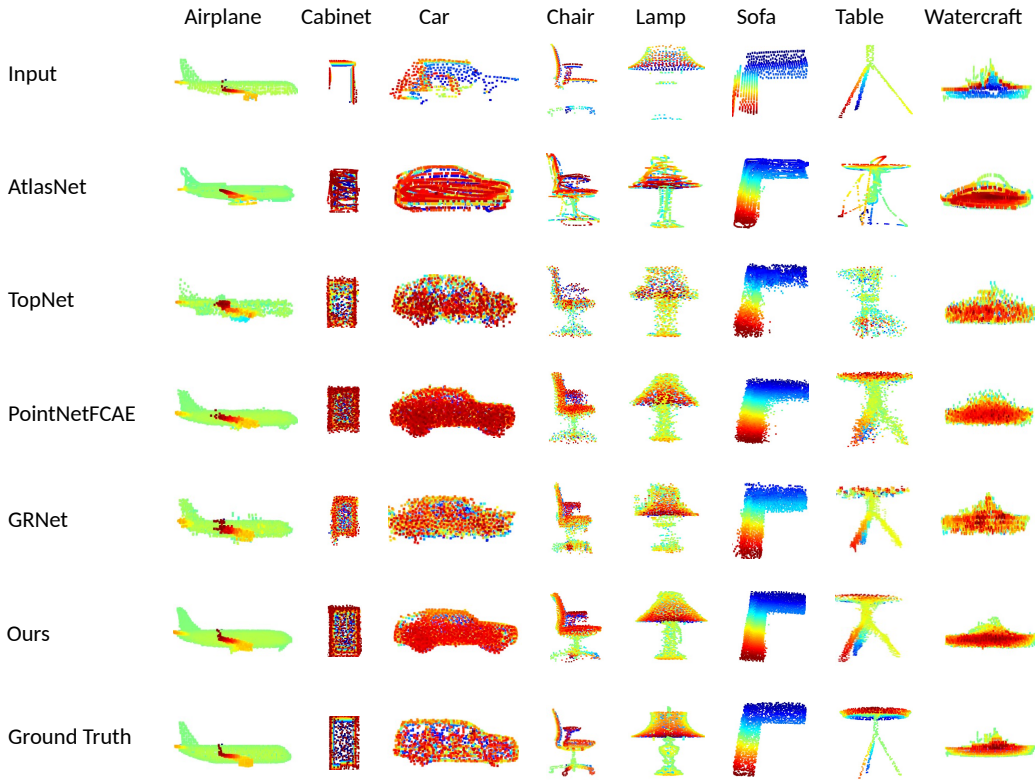 Airplane Cabinet Car Chair Lamp Sofa Table Watercraft
Input
AtlasNet
TopNet
PointNetFCAE
GRNet
Ours
Ground Truth